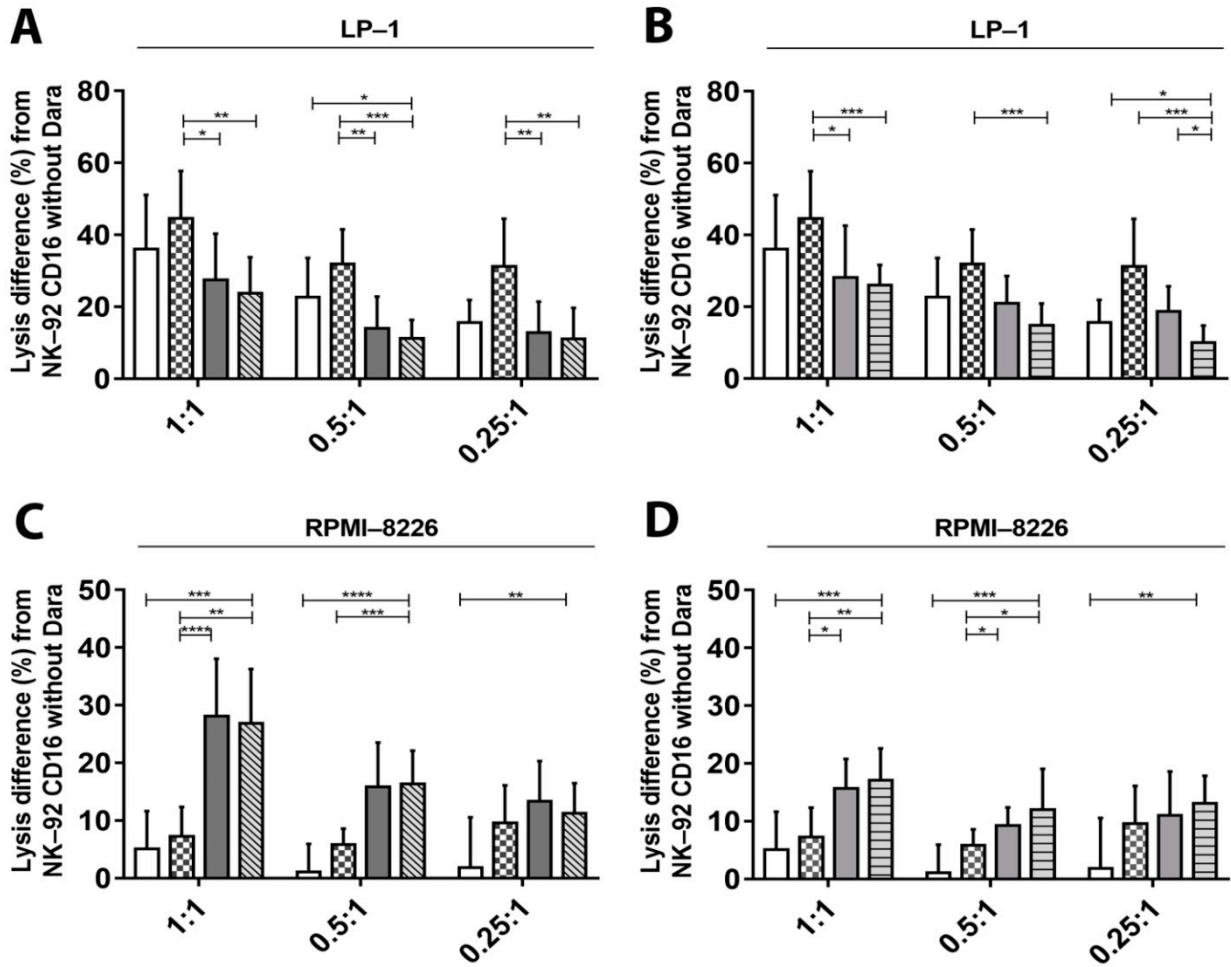 A
LP–1
Lysis difference (%) from
NK–92 CD16 without Dara
80
60
40
20
0
*
** *** **
* ** **
1:1
0.5:1
0.25:1
B
LP–1
Lysis difference (%) from
NK–92 CD16 without Dara
80
60
40
20
0
*
*** *** ***
* *
1:1
0.5:1
0.25:1
C
RPMI–8226
Lysis difference (%) from
NK–92 CD16 without Dara
50
40
30
20
10
0
*** **** **
** ***
****
1:1
0.5:1
0.25:1
D
RPMI–8226
Lysis difference (%) from
NK–92 CD16 without Dara
50
40
30
20
10
0
*** *** **
** *
* *
1:1
0.5:1
0.25:1